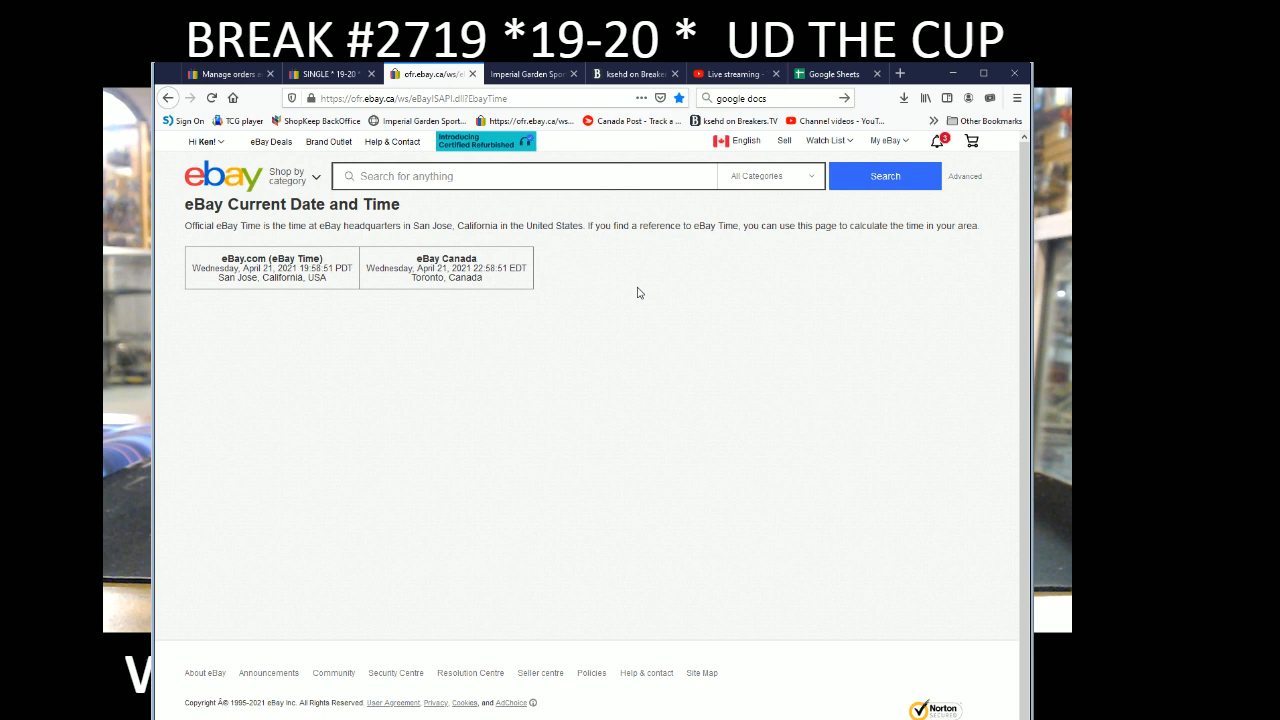 BREAK #2719 *19-20 * UD THE CUP
Manage orders a
SINGLE * 19-20
ofr.ebay.ca/ws/e
Imperial Garden Spor
ksehd on Breaker
Live streaming -
Google Sheets
https://ofr.ebay.ca/ws/eBayISAPI.dll?EbayTime
google docs
Sign On TCG player ShopKeep BackOffice Imperial Garden Sport... https://ofr.ebay.ca/ws... Canada Post - Track a ... ksehd on Breakers.TV Channel videos - YouT... Other Bookmarks
Hi Ken! eBay Deals Brand Outlet Help & Contact Introducing Certified Refurbished English Sell Watch List My eBay 3
ebay Shop by category Search for anything All Categories Search Advanced
eBay Current Date and Time
Official eBay Time is the time at eBay headquarters in San Jose, California in the United States. If you find a reference to eBay Time, you can use this page to calculate the time in your area.
eBay.com (eBay Time)
Wednesday, April 21, 2021 19:58:51 PDT
San Jose, California, USA
eBay Canada
Wednesday, April 21, 2021 22:58:51 EDT
Toronto, Canada
About eBay Announcements Community Security Centre Resolution Centre Seller centre Policies Help & contact Site Map
Copyright Â© 1995-2021 eBay Inc. All Rights Reserved. User Agreement, Privacy, Cookies, and AdChoice
Norton
SECURED